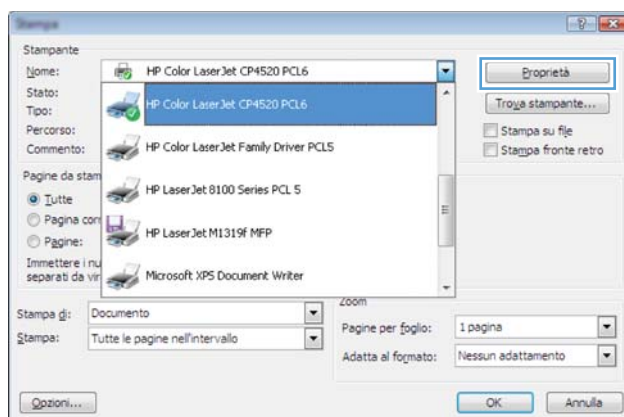 Stampa
Stampante
Nome: HP Color LaserJet CP4520 PCL6 Proprietà
Stato:
HP Color LaserJet CP4520 PCL6 Trova stampante...
Tipo:
Percorso: Stampa su file
Commento: HP Color LaserJet Family Driver PCL5 Stampa fronte retro
Pagine da stam
HP LaserJet 8100 Series PCL 5
Tutte
Pagina corr
HP LaserJet M1319f MFP
Pagine:
Immettere i nu
separati da vir Microsoft XPS Document Writer
Stampa di: Documento Zoom
Pagine per foglio: 1 pagina
Stampa: Tutte le pagine nell'intervallo
Adatta al formato: Nessun adattamento
Opzioni... OK Annulla